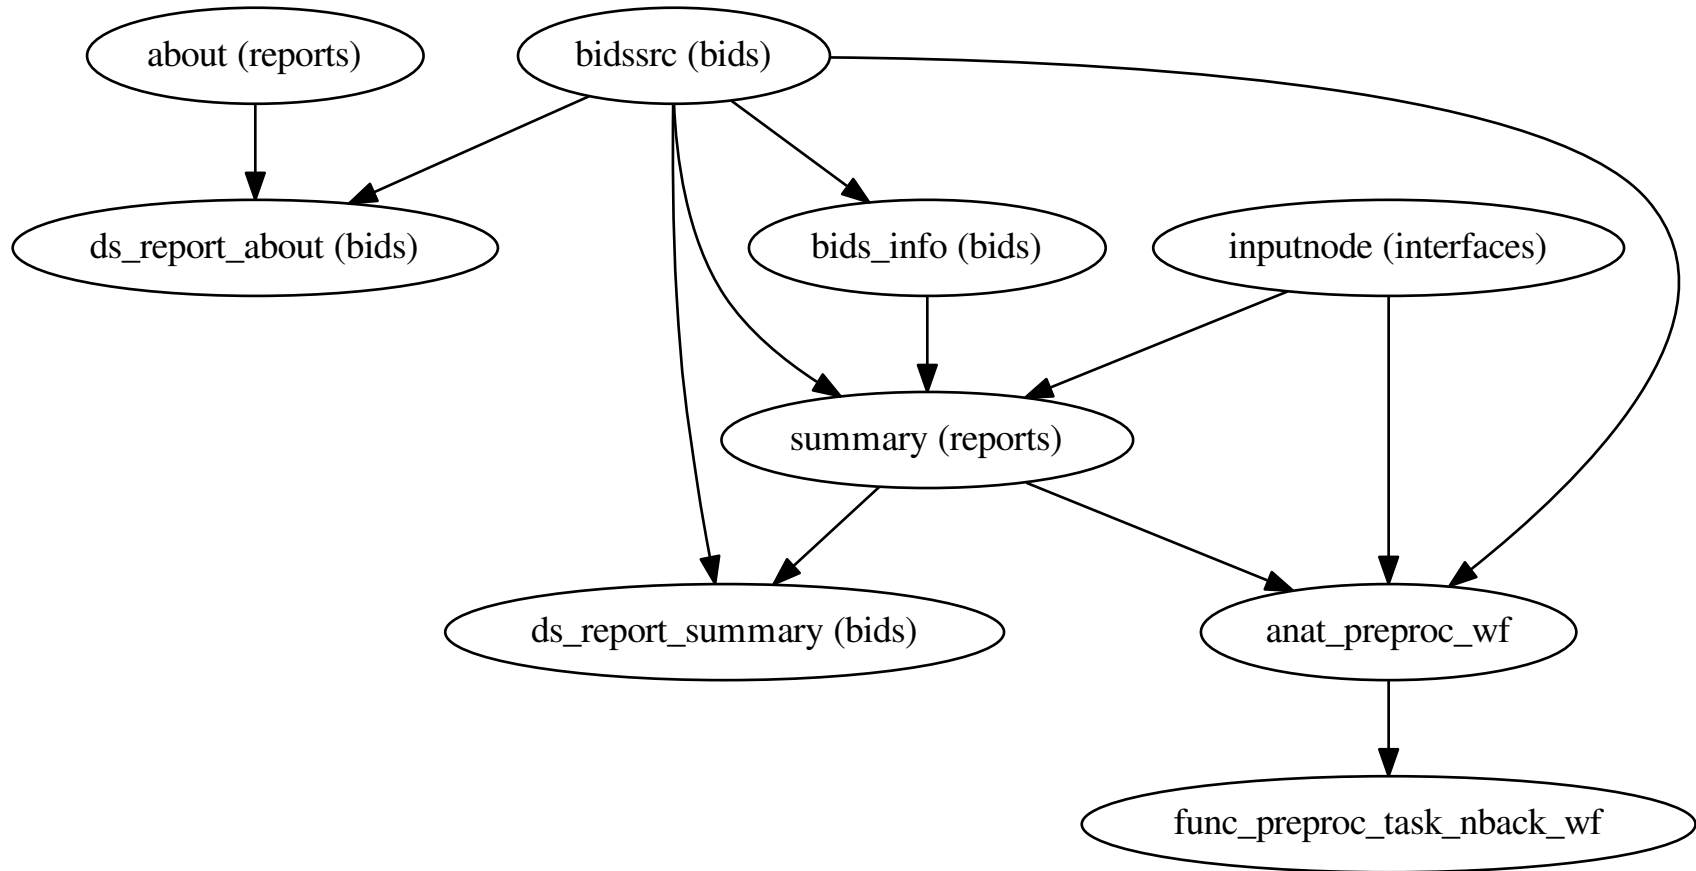 about (reports)
bidssrc (bids)
ds_report_about (bids)
bids_info (bids)
inputnode (interfaces)
summary (reports)
ds_report_summary (bids)
anat_preproc_wf
func_preproc_task_nback_wf